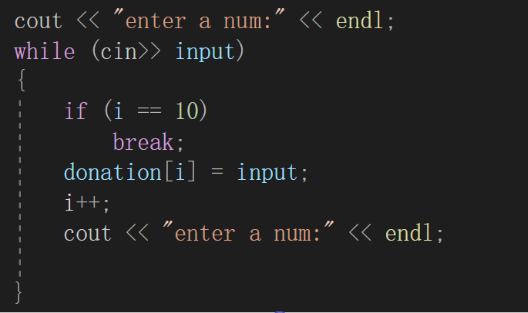 cout << "enter a num:" << endl;
while (cin>> input)
{
if (i == 10)
break;
donation[i] = input;
i++;
cout << "enter a num:" << endl;
}